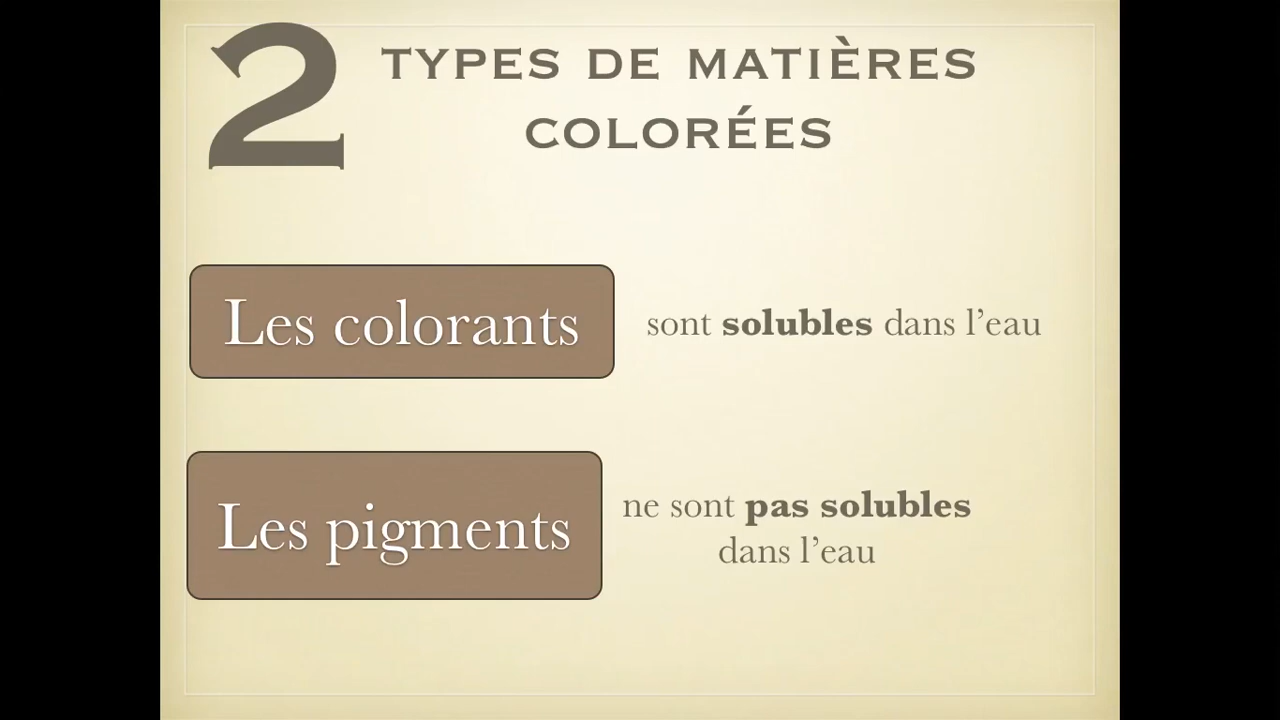 2 TYPES DE MATIÈRES
COLORÉES
Les colorants
sont solubles dans l’eau
Les pigments
ne sont pas solubles
dans l’eau